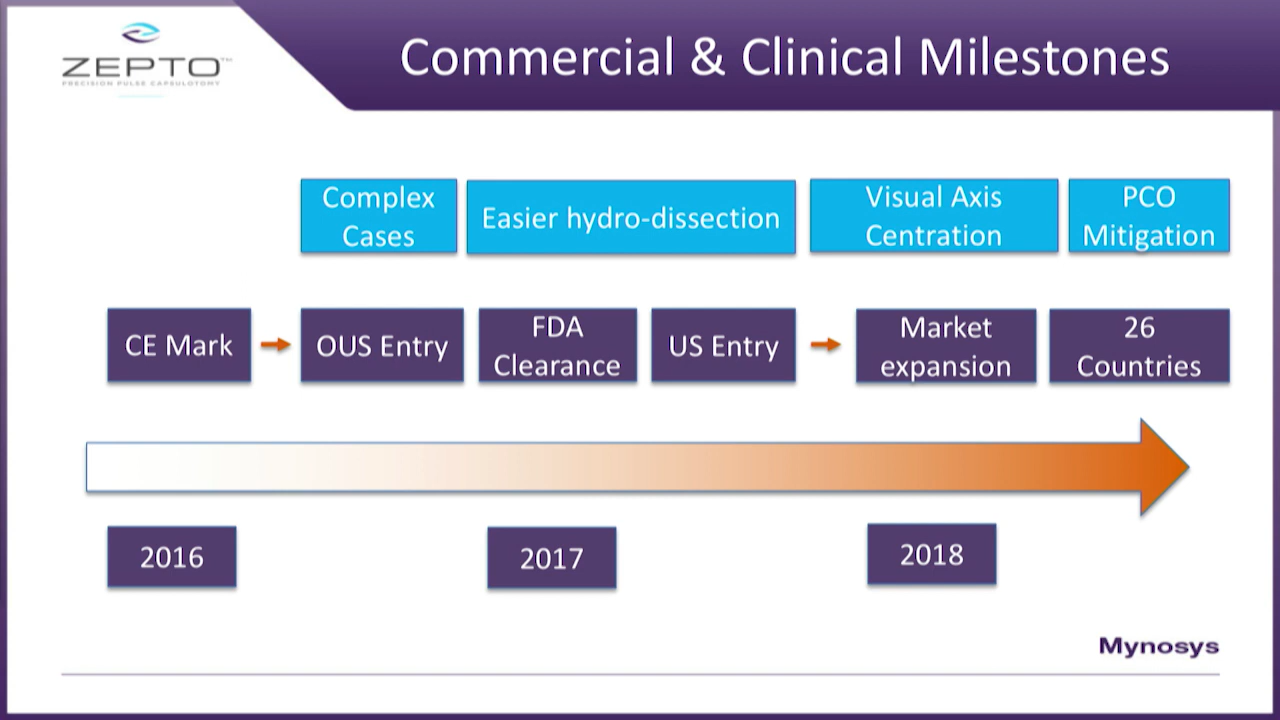 ZEPTO™
PRECISION PULSE CAPSULOTOMY
Commercial & Clinical Milestones
Complex
Cases
Easier hydro-dissection
Visual Axis
Centration
PCO
Mitigation
CE Mark
OUS Entry
FDA
Clearance
US Entry
Market
expansion
26
Countries
2016
2017
2018
Mynosys